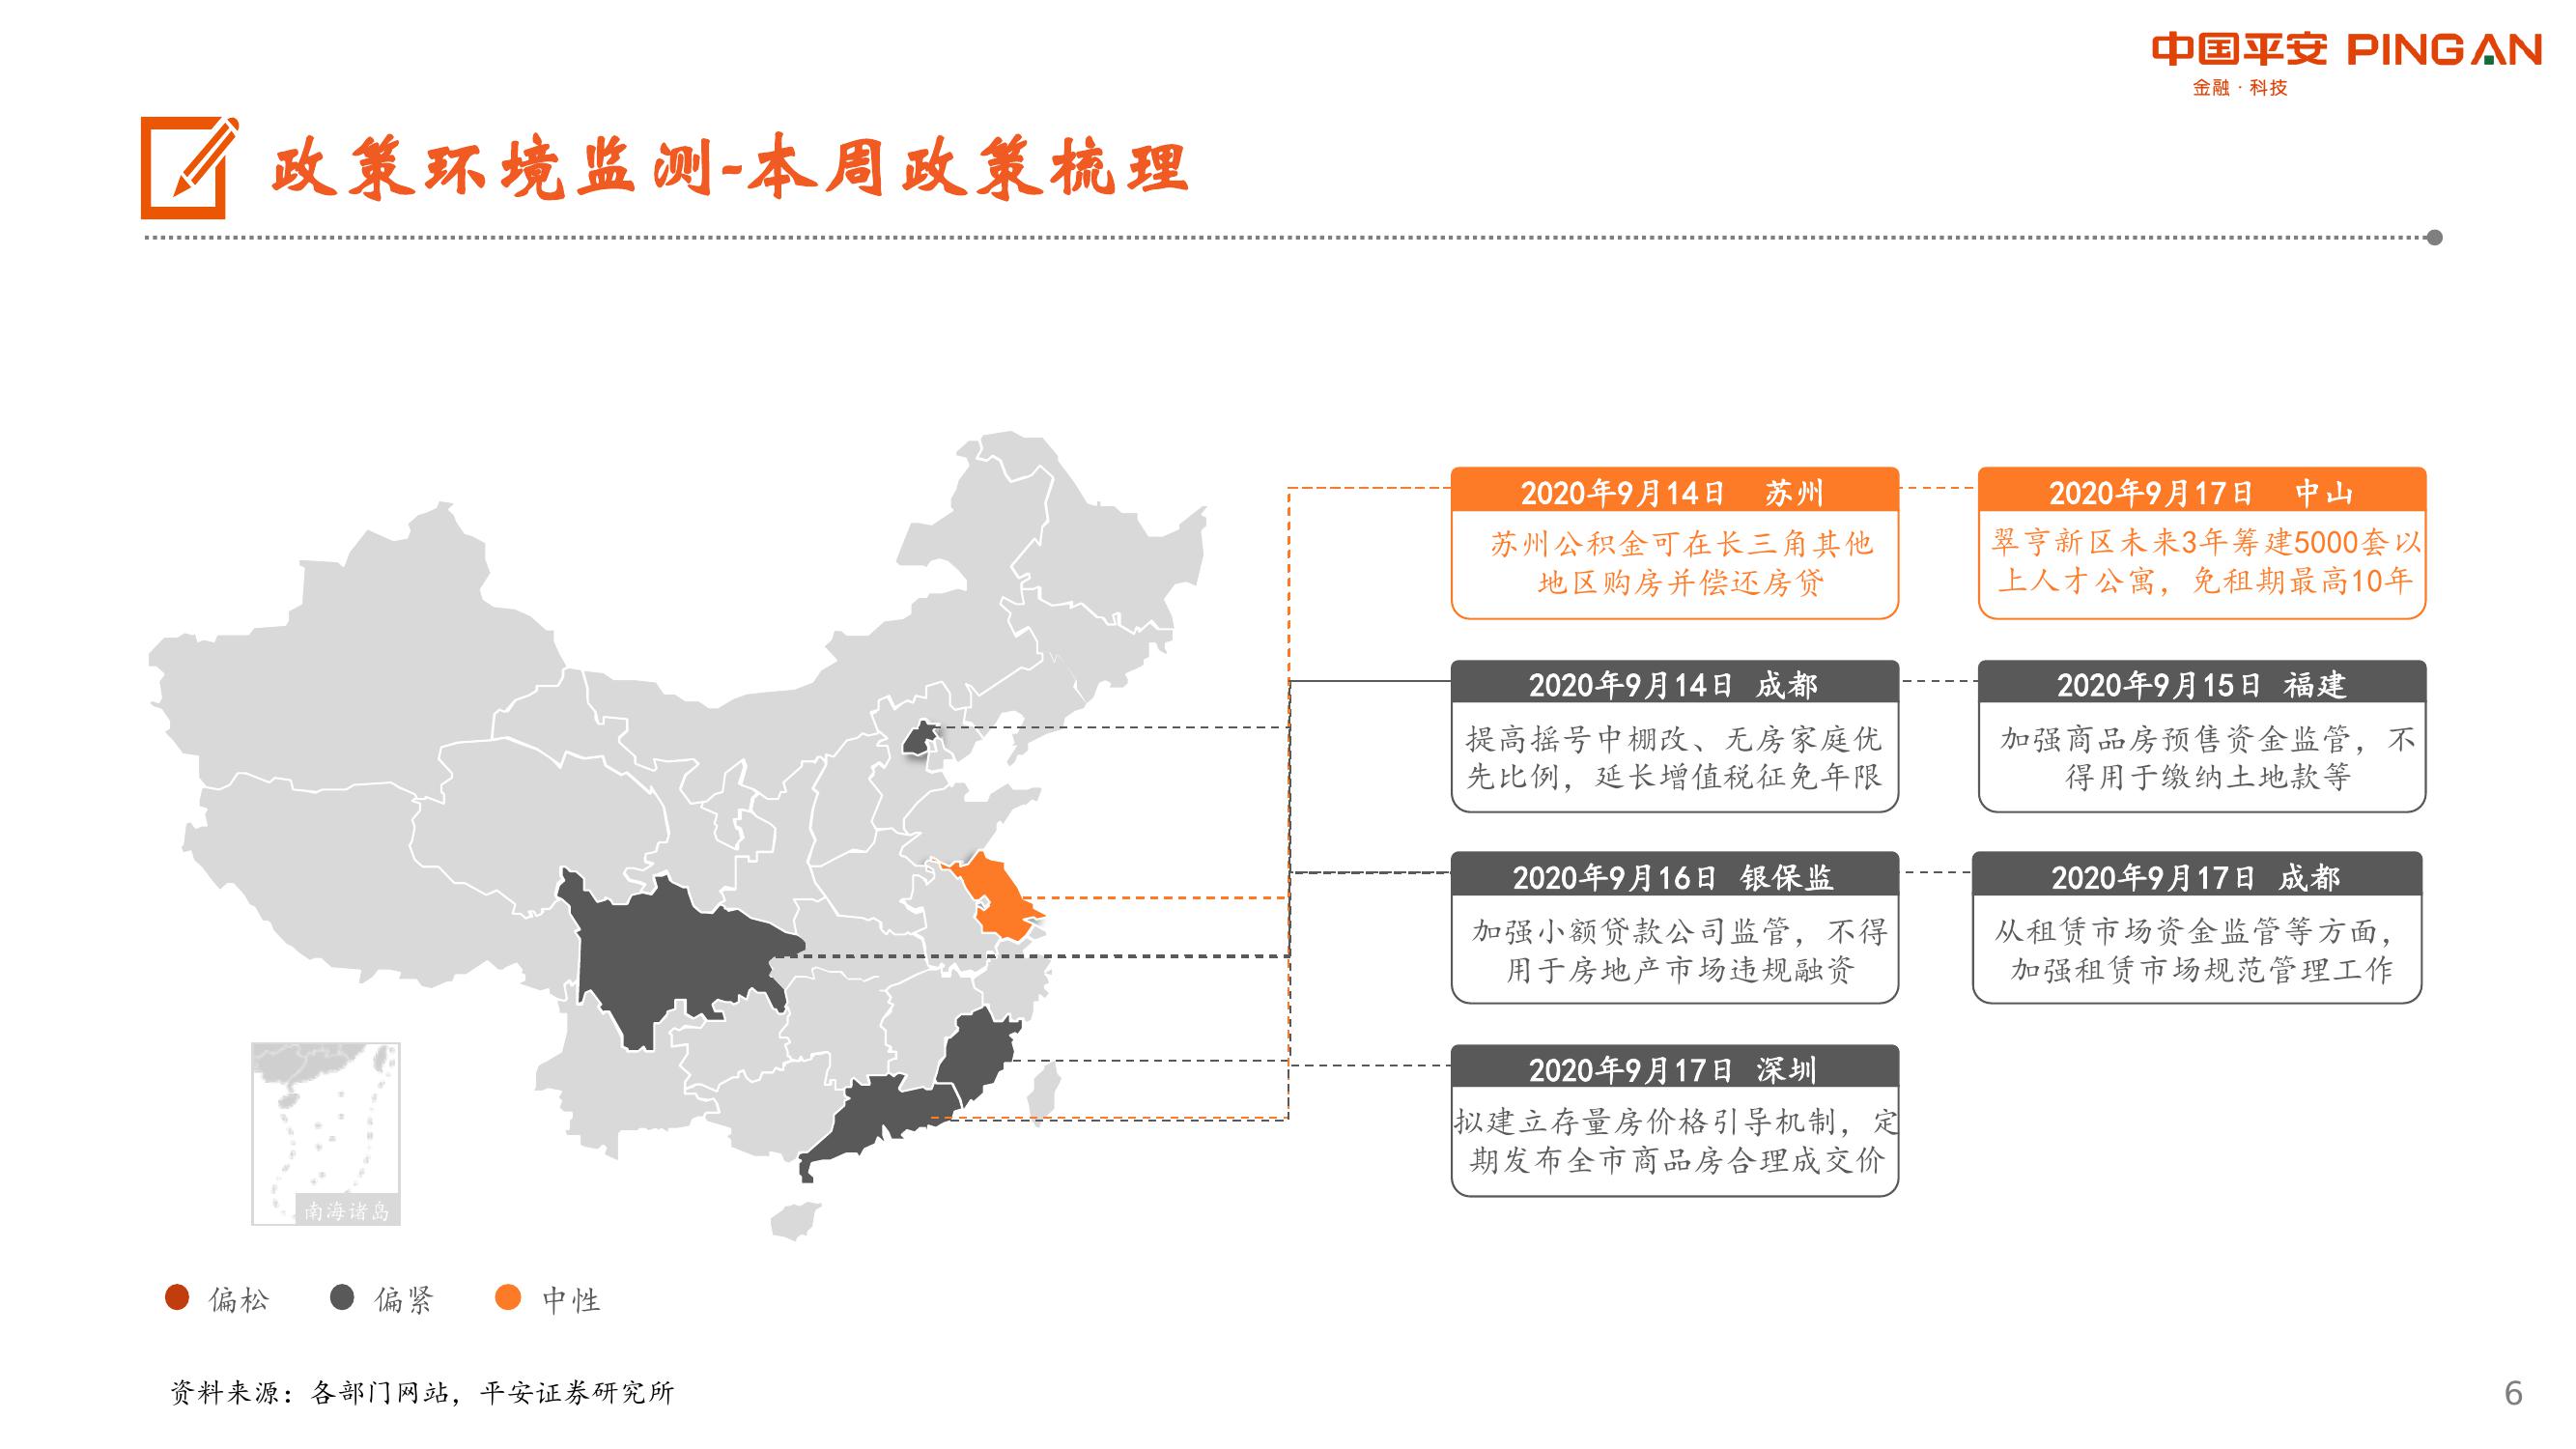 中国平安 PING AN
金融·科技
政策环境监测-本周政策梳理
2020年9月14日 苏州
苏州公积金可在长三角其他
地区购房并偿还房贷
2020年9月17日 中山
翠亨新区未来3年筹建5000套以
上人才公寓，免租期最高10年
2020年9月14日 成都
提高摇号中棚改、无房家庭优
先比例，延长增值税征免年限
2020年9月15日 福建
加强商品房预售资金监管，不
得用于缴纳土地款等
2020年9月16日 银保监
加强小额贷款公司监管，不得
用于房地产市场违规融资
2020年9月17日 成都
从租赁市场资金监管等方面，
加强租赁市场规范管理工作
2020年9月17日 深圳
拟建立存量房价格引导机制，定
期发布全市商品房合理成交价
南海诸岛
偏松
偏紧
中性
资料来源：各部门网站，平安证券研究所
6